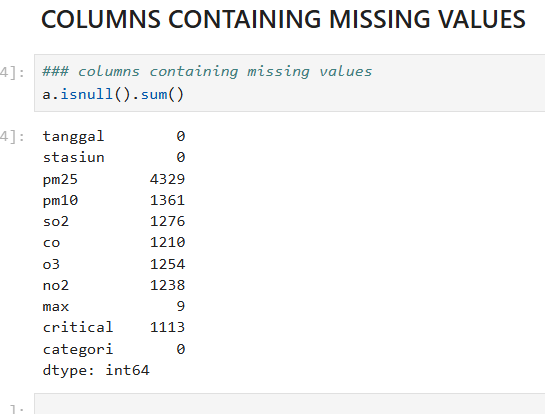 COLUMNS CONTAINING MISSING VALUES
4]: ### columns containing missing values
a.isnull().sum()
4]: tanggal 0
stasiun 0
pm25 4329
pm10 1361
so2 1276
co 1210
o3 1254
no2 1238
max 9
critical 1113
categori 0
dtype: int64
]: